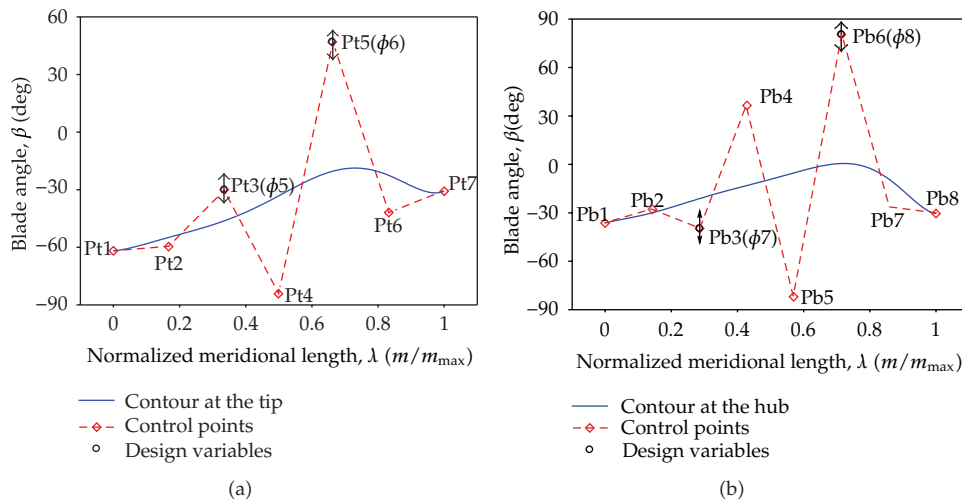 60
30
0
−30
−60
−90
Blade angle, β (deg)
Pt1
Pt2
Pt3(ϕ5)
Pt4
Pt5(ϕ6)
Pt6
Pt7
0
0.2
0.4
0.6
0.8
1
Normalized meridional length, λ (m/mmax)
Contour at the tip
Control points
Design variables
(a)
90
60
30
0
−30
−60
−90
Blade angle, β(deg)
Pb1
Pb2
Pb3(ϕ7)
Pb4
Pb5
Pb6(ϕ8)
Pb7
Pb8
0
0.2
0.4
0.6
0.8
1
Normalized meridional length, λ (m/mmax)
Contour at the hub
Control points
Design variables
(b)